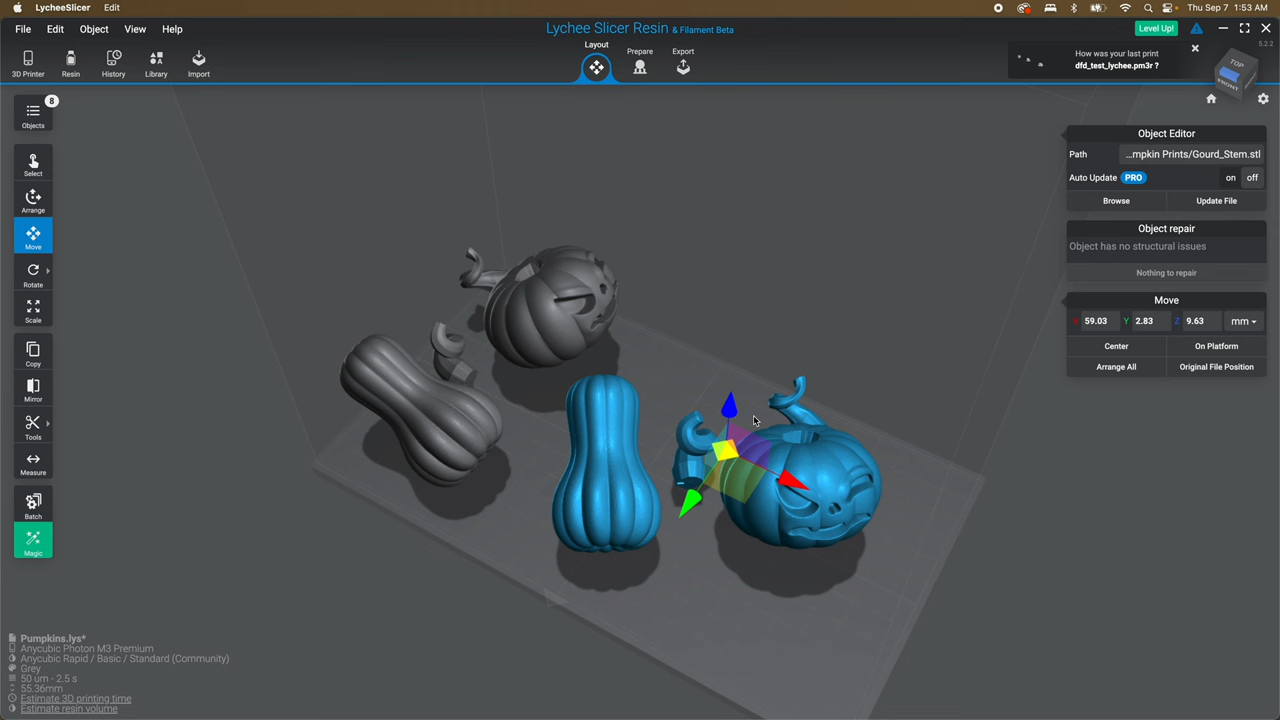 LycheeSlicer Edit
Thu Sep 7 1:53 AM
File Edit Object View Help
Lychee Slicer Resin & Filament Beta
Level Up!
5.2.2
3D Printer Resin History Library Import
Layout Prepare Export
How was your last print
dfd_test_lychee.pm3r ?
TOP
FRONT
8
Objects
Select
Arrange
Move
Rotate
Scale
Copy
Mirror
Tools
Measure
Batch
Magic
Object Editor
Path ...mpkin Prints/Gourd_Stem.stl
Auto Update PRO on off
Browse Update File
Object repair
Object has no structural issues
Nothing to repair
Move
X 59.03 Y 2.83 Z 9.63 mm
Center On Platform
Arrange All Original File Position
Pumpkins.lys*
Anycubic Photon M3 Premium
Anycubic Rapid / Basic / Standard (Community)
Grey
50 um - 2.5 s
55.36mm
Estimate 3D printing time
Estimate resin volume